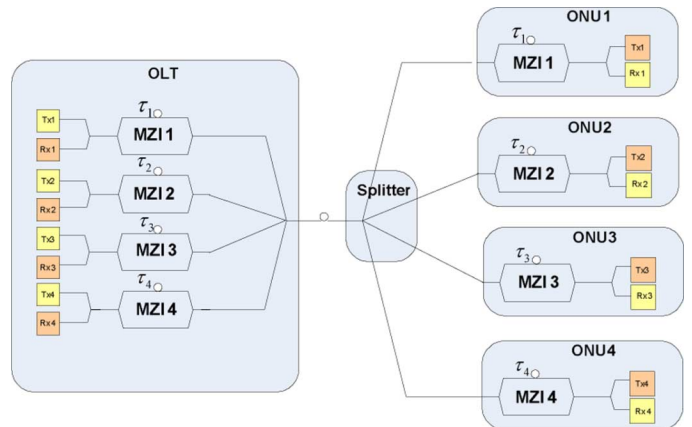 OLT
Tx1
Rx1
τ1
MZI 1
Tx2
Rx2
τ2
MZI 2
Tx3
Rx3
τ3
MZI 3
Tx4
Rx4
τ4
MZI 4
Splitter
ONU1
τ1
MZI 1
Tx1
Rx1
ONU2
τ2
MZI 2
Tx2
Rx2
ONU3
τ3
MZI 3
Tx3
Rx3
ONU4
τ4
MZI 4
Tx4
Rx4